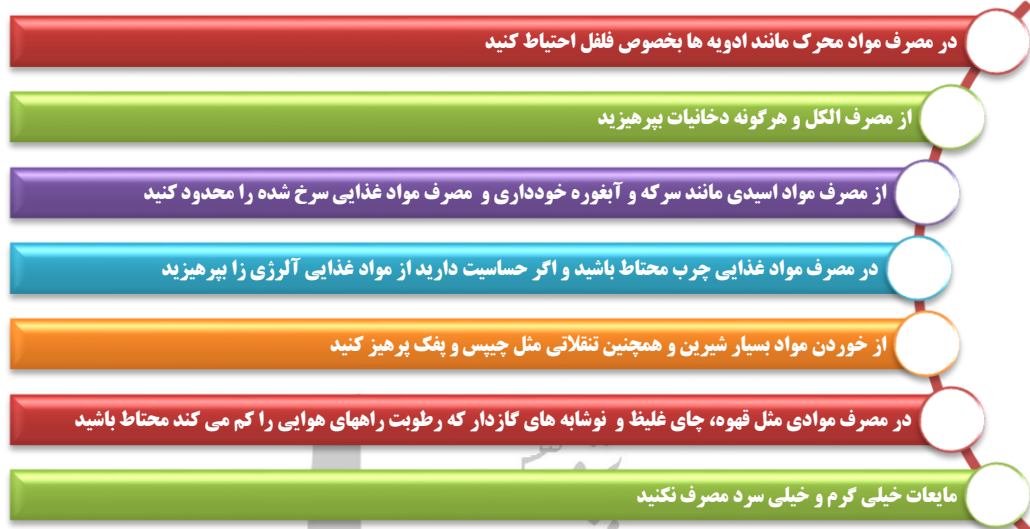 در مصرف مواد محرک مانند ادویه ها بخصوص فلفل احتیاط کنید
از مصرف الکل و هرگونه دخانیات بپرهیزید
از مصرف مواد اسیدی مانند سرکه و آبغوره خودداری و مصرف مواد غذایی سرخ شده را محدود کنید
در مصرف مواد غذایی چرب محتاط باشید و اگر حساسیت دارید از مواد غذایی آلرژی زا بپرهیزید
از خوردن مواد بسیار شیرین و همچنین تنقلاتی مثل چیپس و پفک پرهیز کنید
در مصرف موادی مثل قهوه، چای غلیظ و نوشابه های گازدار که رطوبت راههای هوایی را کم می کند محتاط باشید
مایعات خیلی گرم و خیلی سرد مصرف نکنید